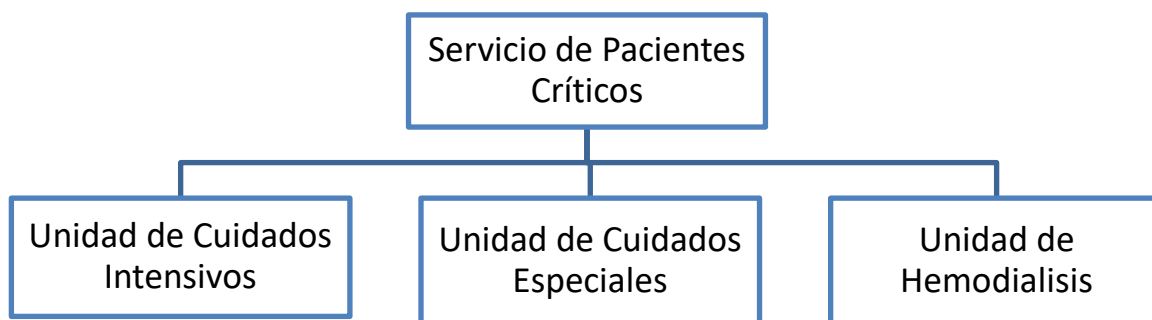 Servicio de Pacientes
Críticos
Unidad de Cuidados
Intensivos
Unidad de Cuidados
Especiales
Unidad de
Hemodialisis